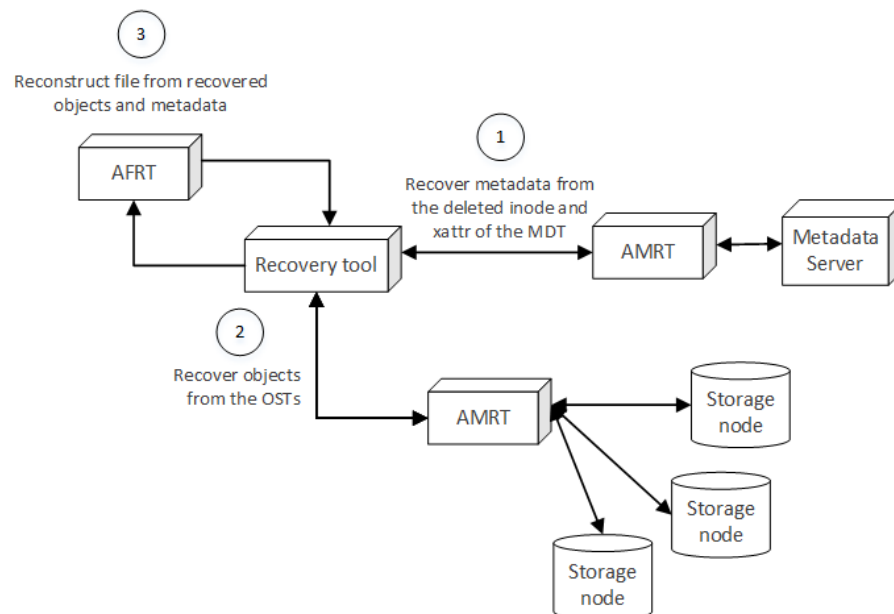 3
Reconstruct file from recovered
objects and metadata
AFRT
1
Recover metadata from
the deleted inode and
xattr of the MDT
Recovery tool
AMRT
Metadata
Server
2
Recover objects
from the OSTs
AMRT
Storage
node
Storage
node
Storage
node